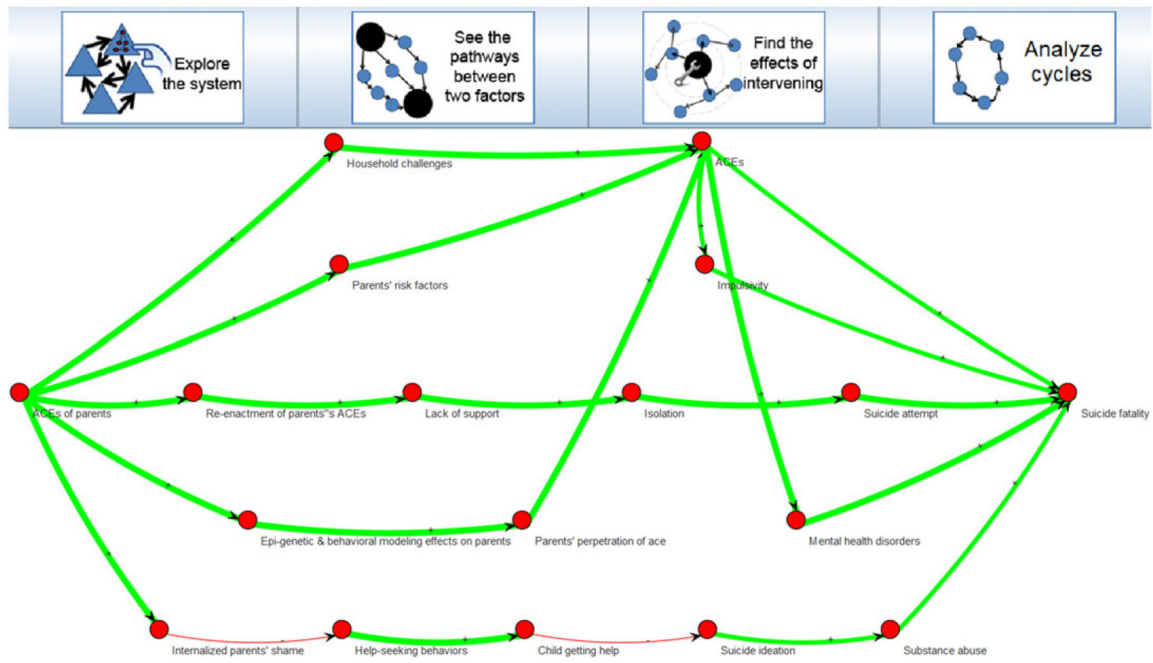 Explore
the system
See the
pathways
between
two factors
Find the
effects of
intervening
Analyze
cycles
Household challenges
ACEs
Parents' risk factors
Impulsivity
ACEs of parents
Re-enactment of parents"s ACEs
Lack of support
Isolation
Suicide attempt
Suicide fatality
Epi-genetic & behavioral modeling effects on parents
Parents' perpetration of ace
Mental health disorders
Internalized parents' shame
Help-seeking behaviors
Child getting help
Suicide ideation
Substance abuse